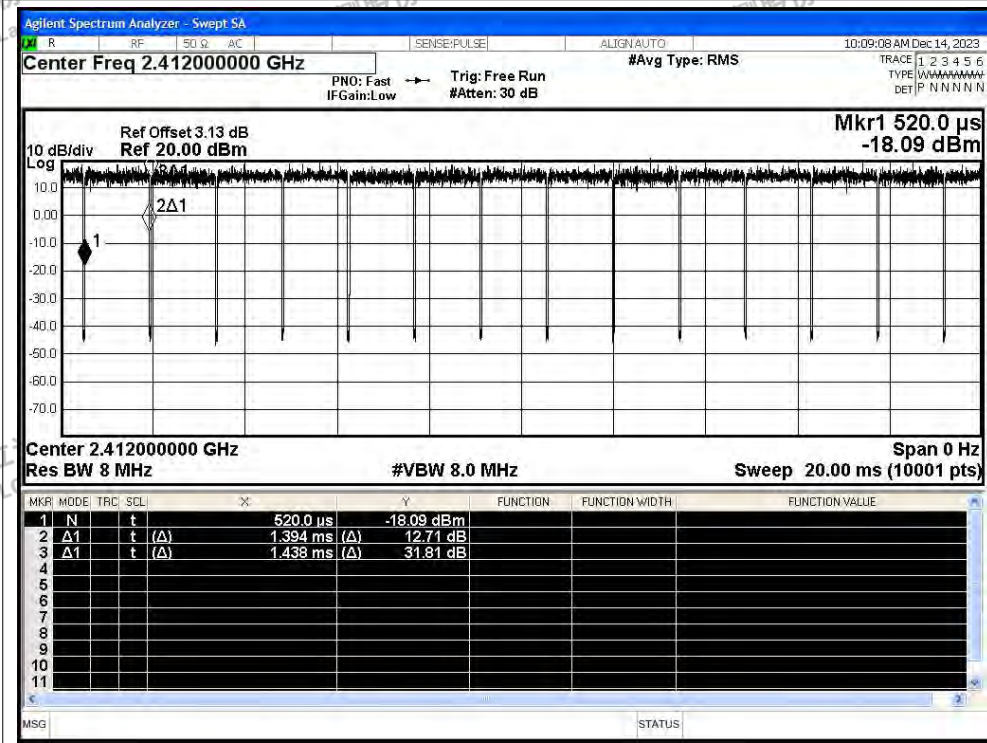 Agilent Spectrum Analyzer - Swept SA
LXI R RF 50 Ω AC SENSE:PULSE ALIGN AUTO 10:09:08 AM Dec 14, 2023
Center Freq 2.412000000 GHz #Avg Type: RMS TRACE 1 2 3 4 5 6
PNO: Fast Trig: Free Run TYPE
IFGain:Low #Atten: 30 dB DET P N N N N N
Mkr1 520.0 µs
-18.09 dBm
Ref Offset 3.13 dB
10 dB/div Ref 20.00 dBm
Log
3Δ1
10.0
2Δ1
0.00
1
-10.0
-20.0
-30.0
-40.0
-50.0
-60.0
-70.0
Center 2.412000000 GHz Span 0 Hz
Res BW 8 MHz #VBW 8.0 MHz Sweep 20.00 ms (10001 pts)
MKR MODE TRC SCL X Y FUNCTION FUNCTION WIDTH FUNCTION VALUE
1 N t 520.0 µs -18.09 dBm
2 Δ1 t (Δ) 1.394 ms (Δ) 12.71 dB
3 Δ1 t (Δ) 1.438 ms (Δ) 31.81 dB
4
5
6
7
8
9
10
11
MSG STATUS